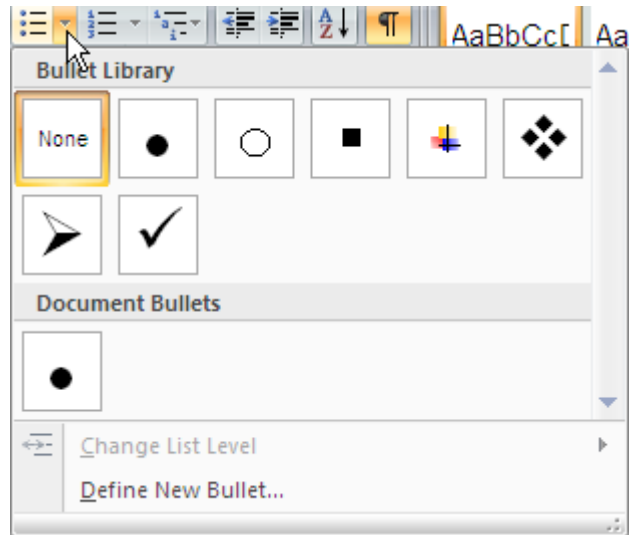 AaBbCc[ Aa
Bullet Library
None
Document Bullets
Change List Level
Define New Bullet...